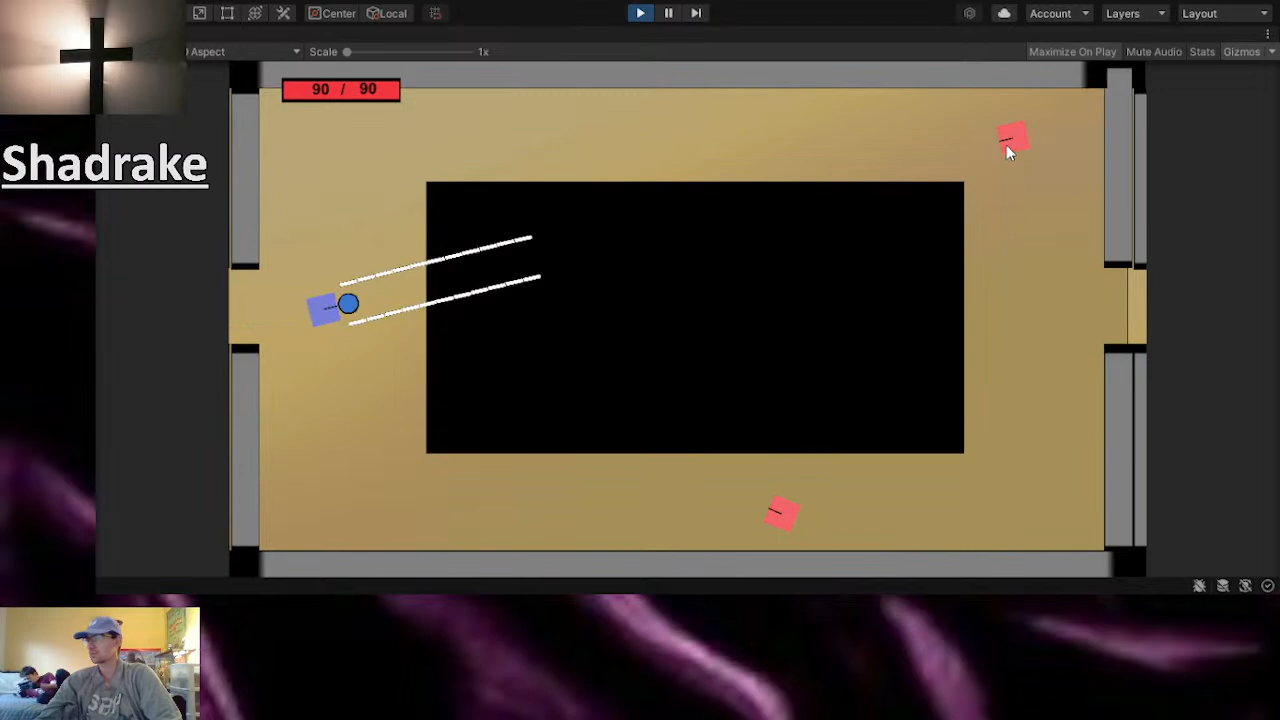 Center Local Account Layers Layout
Aspect Scale 1x Maximize On Play Mute Audio Stats Gizmos
90 / 90
Shadrake